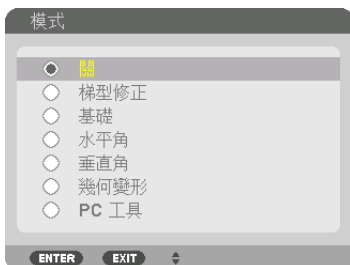 模式
關
梯型修正
基礎
水平角
垂直角
幾何變形
PC 工具
ENTER EXIT